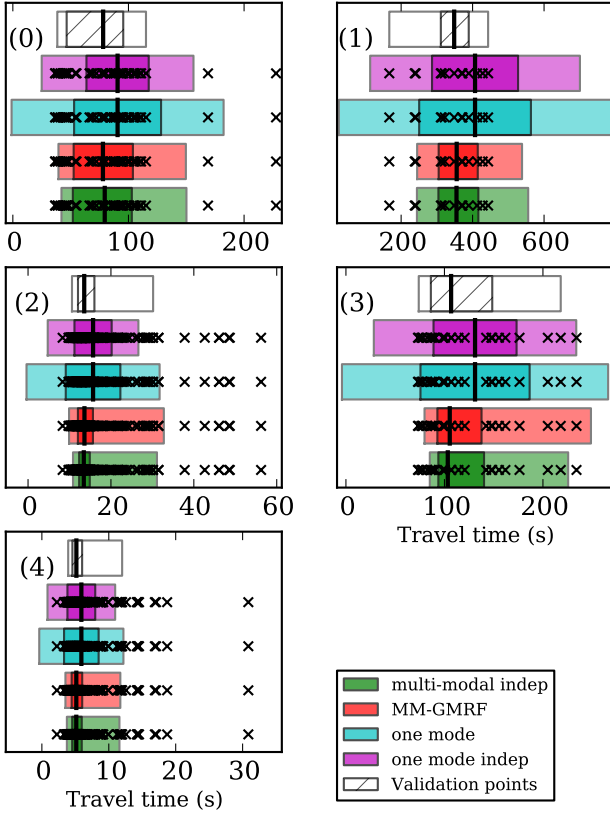 (0)
0 100 200
(1)
200 400 600
(2)
0 20 40 60
(3)
0 100 200
Travel time (s)
(4)
0 10 20 30
Travel time (s)
multi-modal indep
MM-GMRF
one mode
one mode indep
Validation points